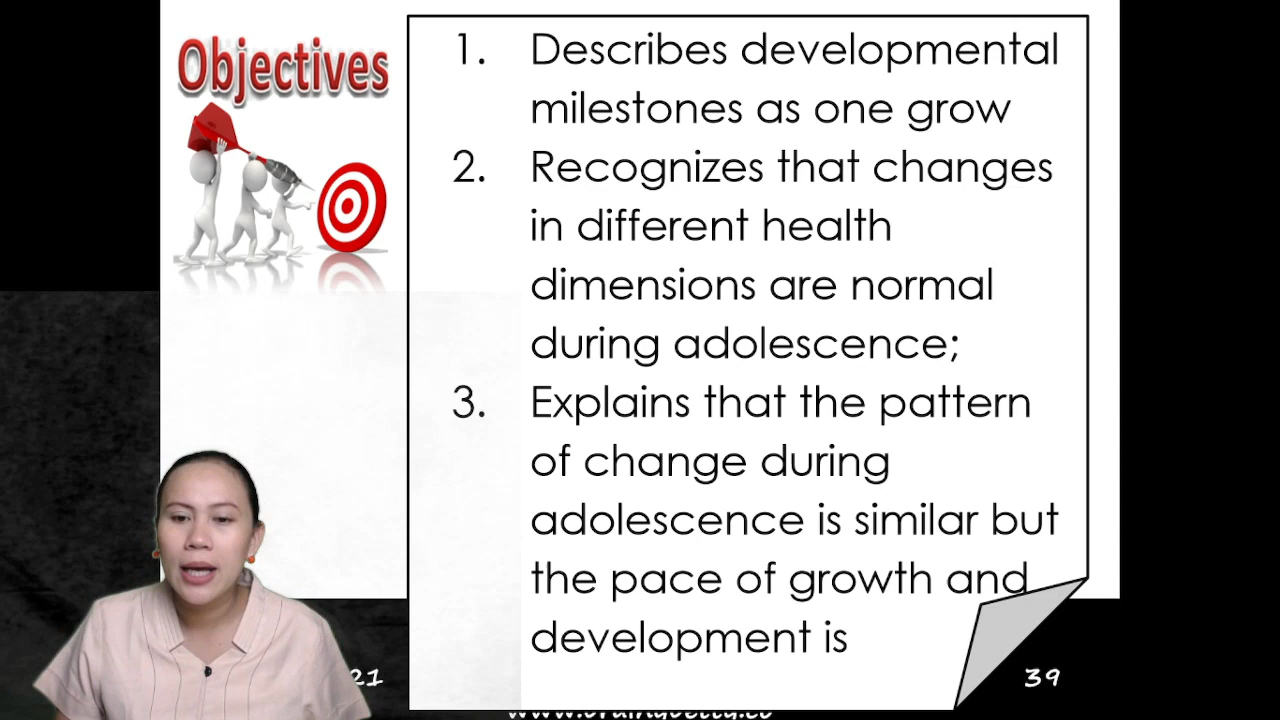 Objectives
1. Describes developmental
milestones as one grow
2. Recognizes that changes
in different health
dimensions are normal
during adolescence;
3. Explains that the pattern
of change during
adolescence is similar but
the pace of growth and
development is
21
39